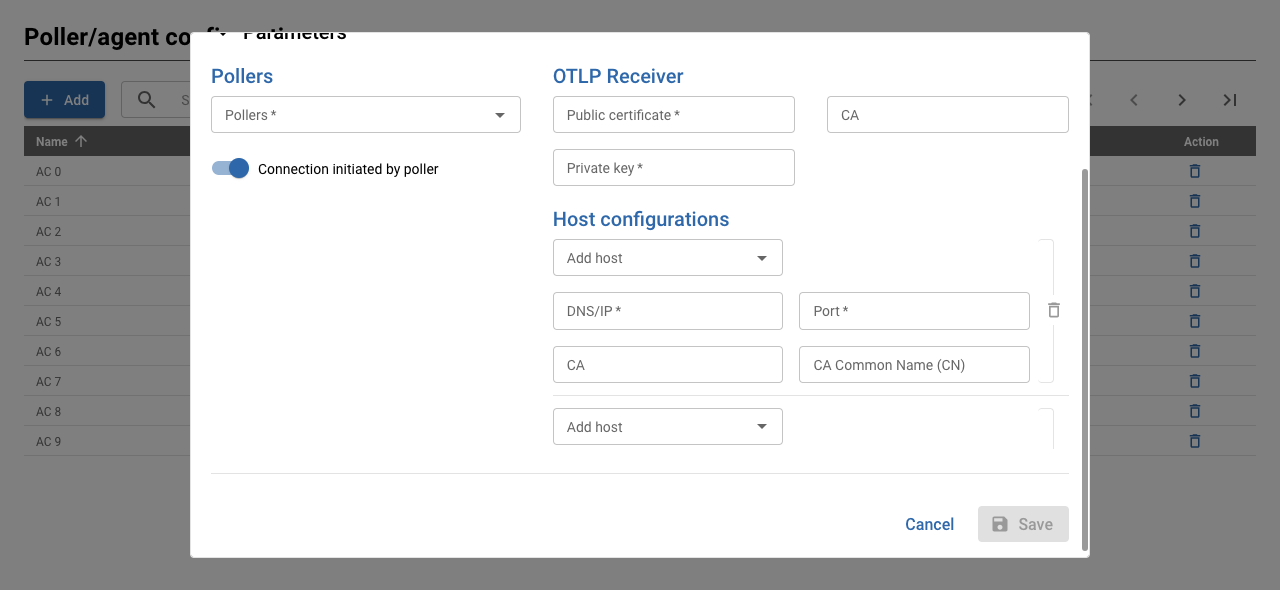 Poller/agent co
Parameters
Add
S
Name
Action
AC 0
AC 1
AC 2
AC 3
AC 4
AC 5
AC 6
AC 7
AC 8
AC 9
Pollers
Pollers *
Connection initiated by poller
OTLP Receiver
Public certificate *
CA
Private key *
Host configurations
Add host
DNS/IP *
Port *
CA
CA Common Name (CN)
Add host
Cancel
Save